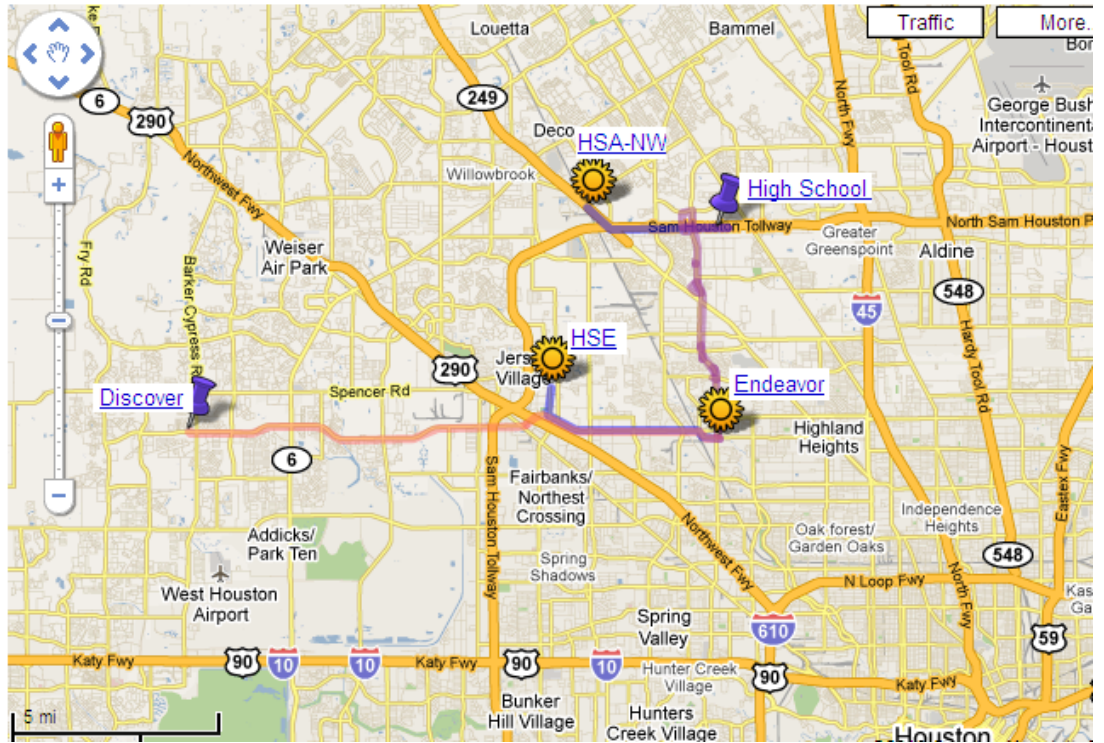 Louetta
Bammel
Traffic
More..
6
290
249
Tool Rd
North Fwy
Tool Rd
George Bush
Intercontinenta
Airport - Houst
Deco
HSA-NW
Willowbrook
High School
Northwest Fwy
Sam Houston Tollway
North Sam Houston P
Greater
Greenspoint
Aldine
Weiser
Air Park
Fry Rd
Barker Cypress R
548
45
Hardy Tool Rd
HSE
Jers
Village
290
Endeavor
Discover
Spencer Rd
Highland
Heights
6
Sam Houston Tollway
Fairbanks/
Northest
Crossing
Eastex Fwy
Independence
Heights
Addicks/
Park Ten
Oak forest/
Garden Oaks
Northwest Fwy
548
Spring
Shadows
West Houston
Airport
N Loop Fwy
North Fwy
Kas
Ga
Spring
Valley
610
59
Katy Fwy
90
10
10
Katy Fwy
90
10
Hunter Creek
Village
90
Katy Fwy
Bunker
Hill Village
Hunters
Creek Village
Houston
5 mi